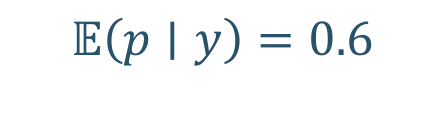 𝔼(𝑝 ∣ 𝑦) = 0.6